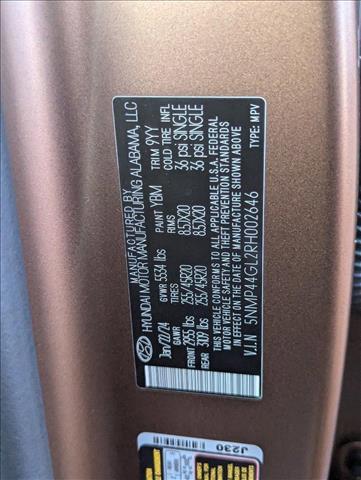 MANUFACTURED BY
HYUNDAI MOTOR MANUFACTURING ALABAMA, LLC
Jan/22/24 GVWR 5534 lbs PAINT YBM TRIM 9YY
GAWR RIMS COLD TIRE INFL
FRONT 2955 lbs 255/45R20 8.5JX20 36 psi SINGLE
REAR 3109 lbs 255/45R20 8.5JX20 36 psi SINGLE
THIS VEHICLE CONFORMS TO ALL APPLICABLE U.S.A. FEDERAL
MOTOR VEHICLE SAFETY BUMPER, AND THEFT PREVENTION STANDARDS
IN EFFECT ON THE DATE OF MANUFACTURE SHOWN ABOVE.
V.I.N 5NMP44GL2RH002646 TYPE: MPV
J230